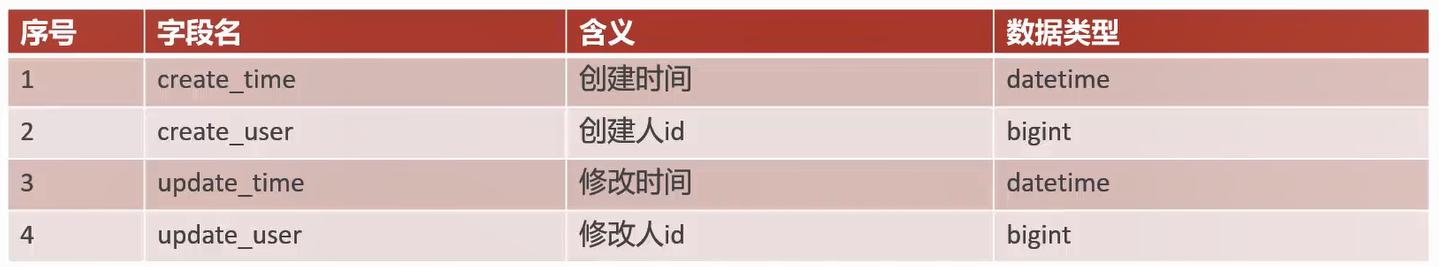 序号 字段名 含义 数据类型
1 create_time 创建时间 datetime
2 create_user 创建人id bigint
3 update_time 修改时间 datetime
4 update_user 修改人id bigint